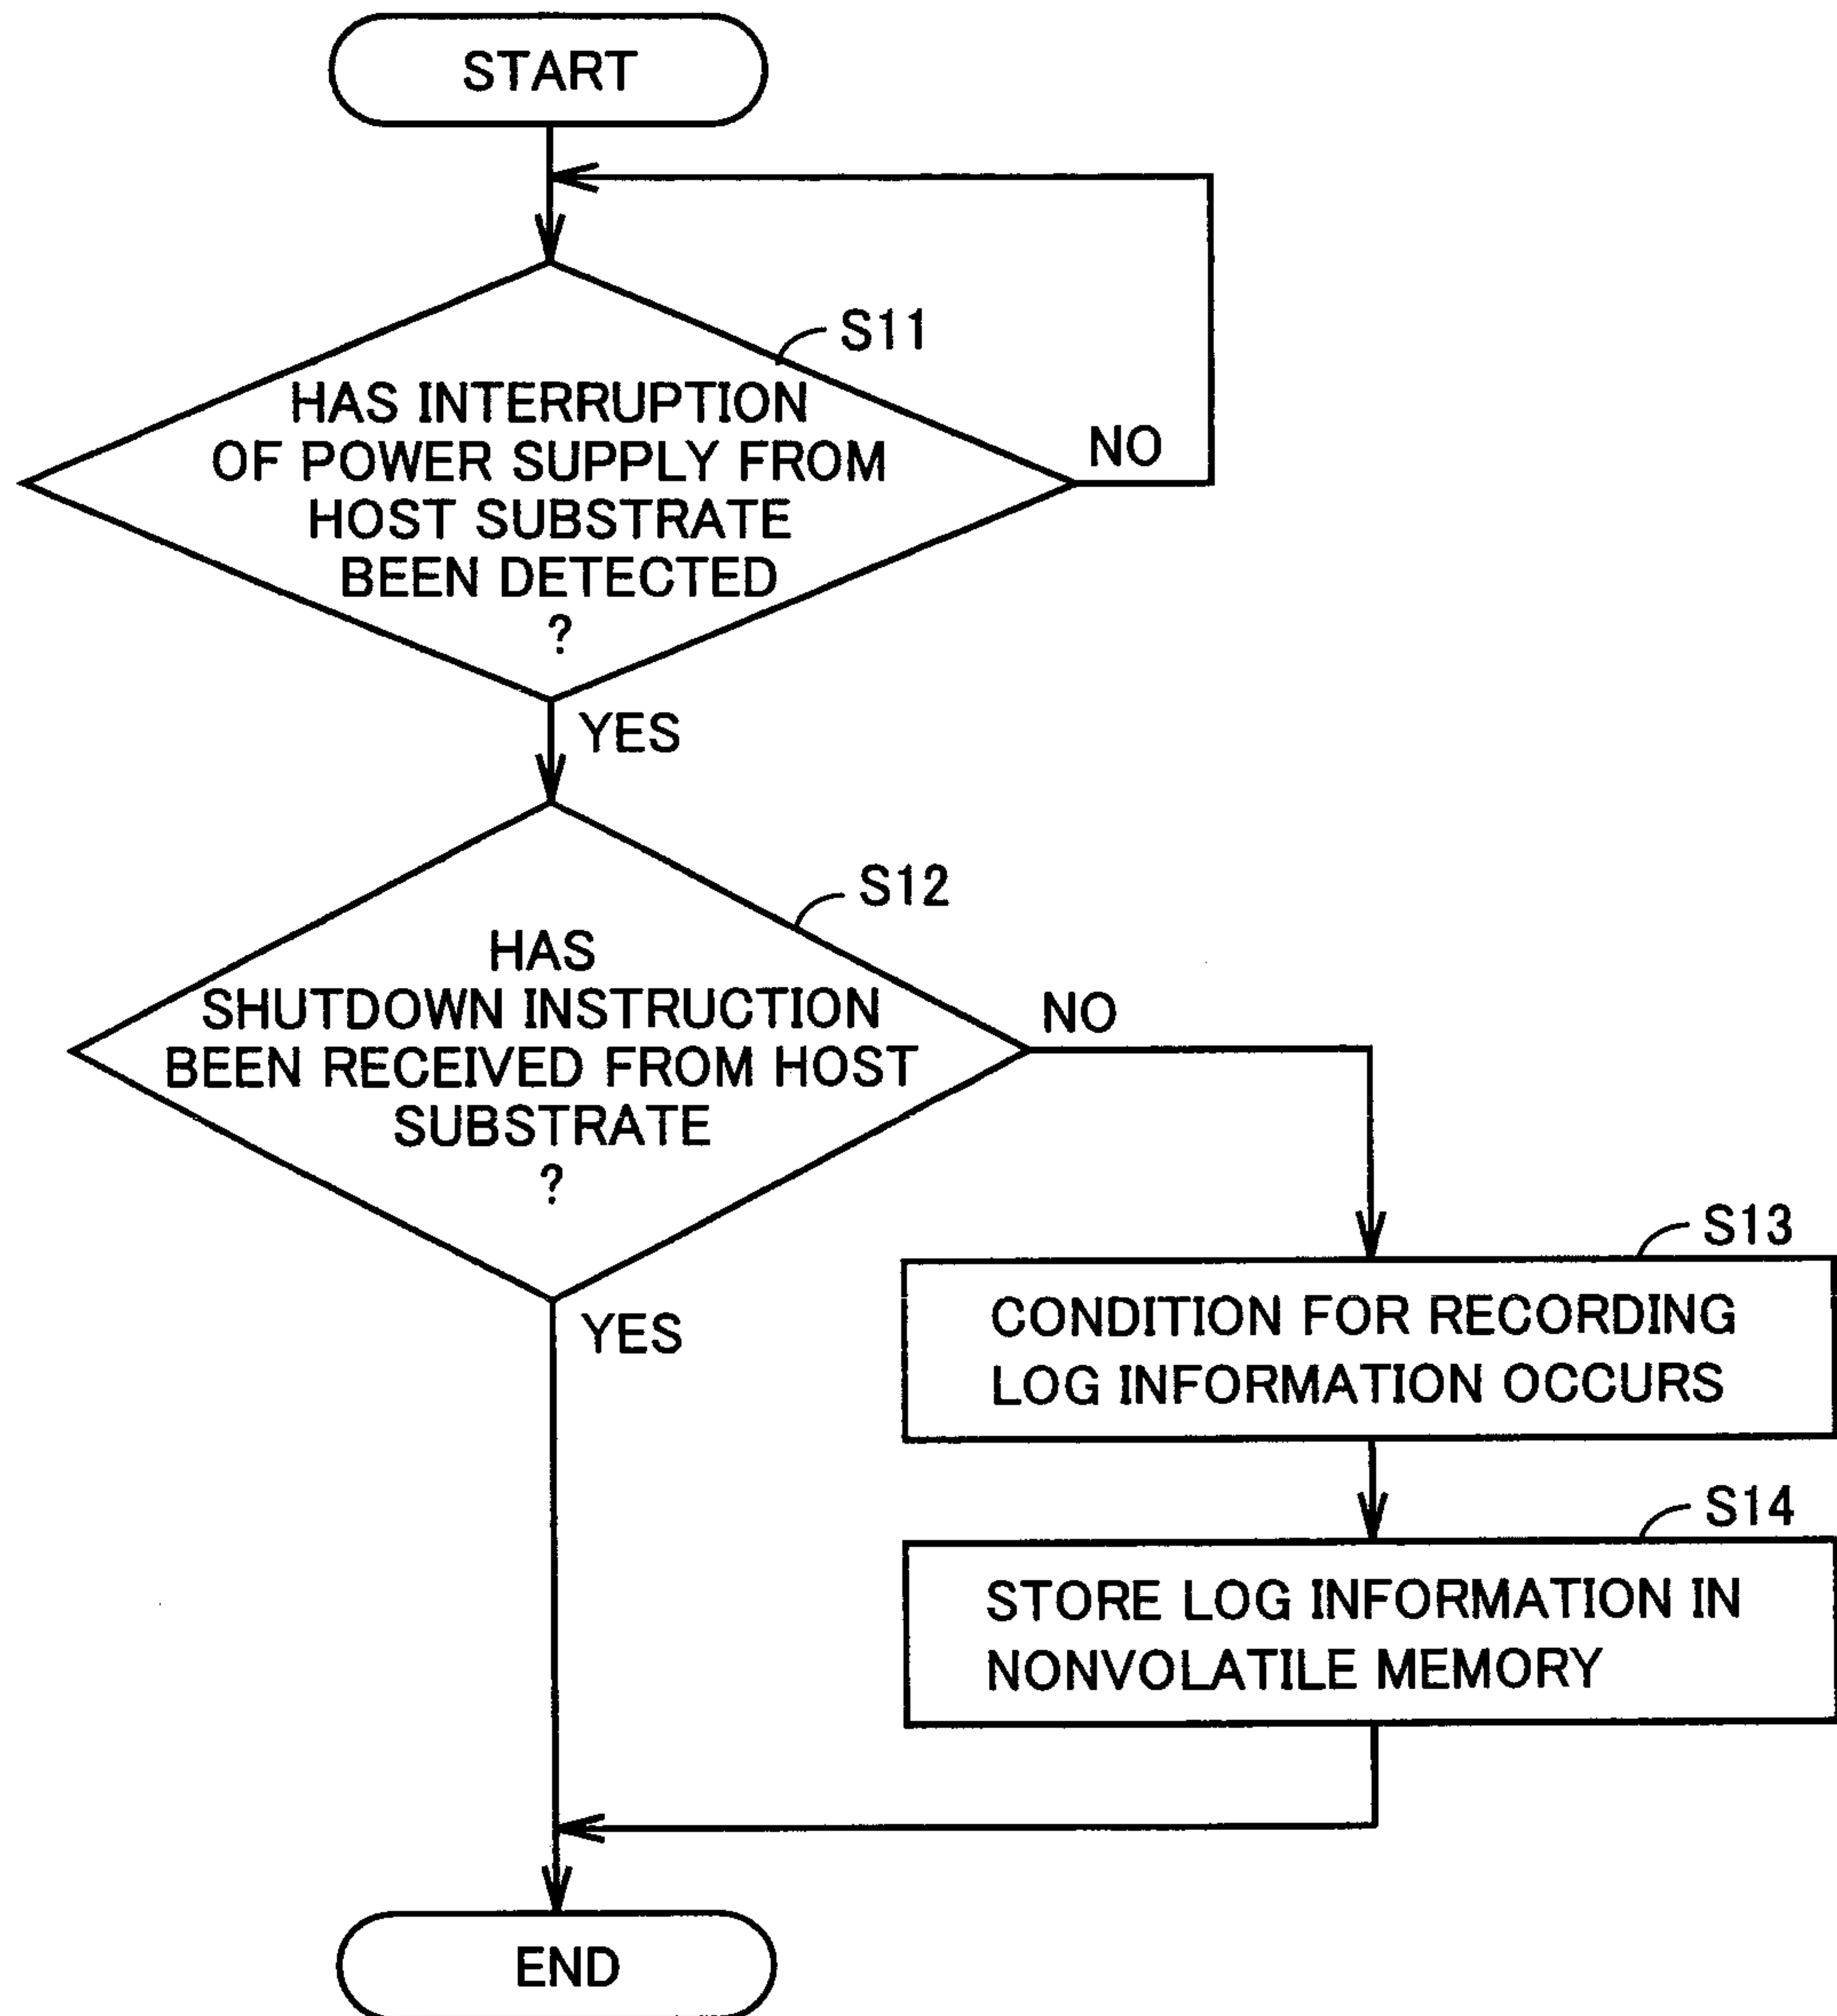 START
S11
HAS INTERRUPTION
OF POWER SUPPLY FROM
HOST SUBSTRATE
BEEN DETECTED
?
NO
YES
S12
HAS
SHUTDOWN INSTRUCTION
BEEN RECEIVED FROM HOST
SUBSTRATE
?
NO
YES
S13
CONDITION FOR RECORDING
LOG INFORMATION OCCURS
S14
STORE LOG INFORMATION IN
NONVOLATILE MEMORY
END